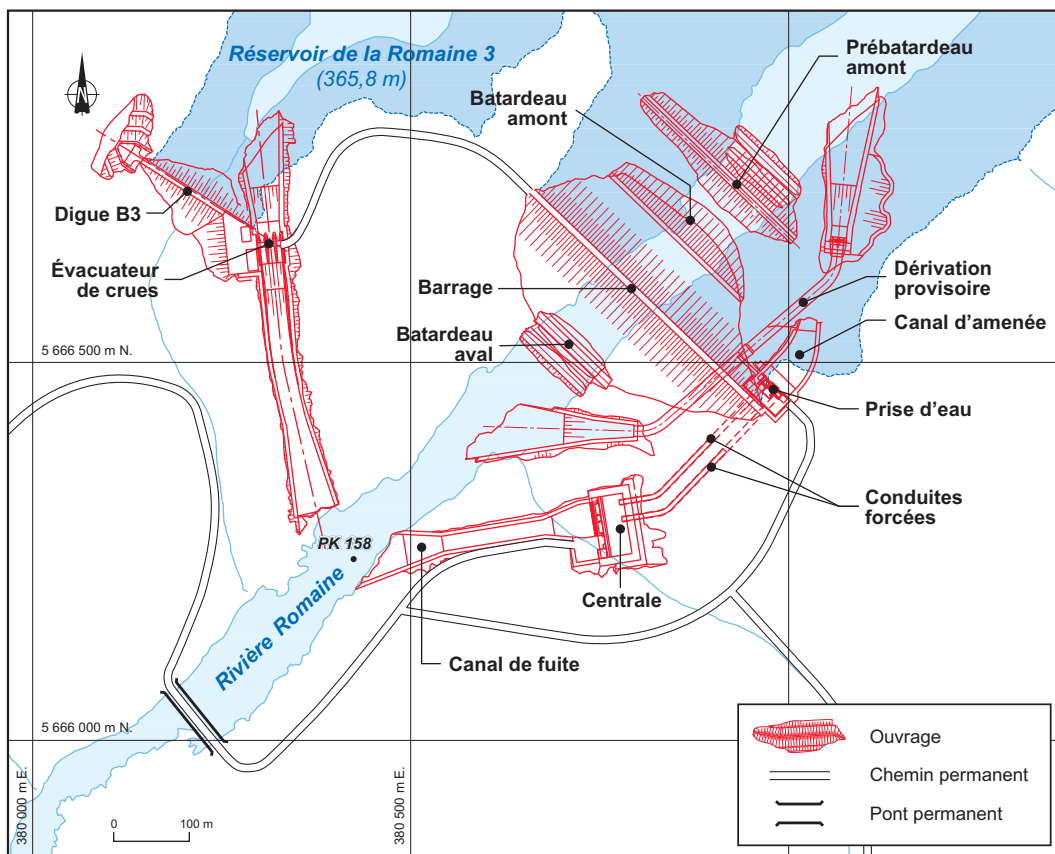 Réservoir de la Romaine 3
(365,8 m)
Prébatardeau
amont
Batardeau
amont
N
Digue B3
Évacuateur
de crues
Barrage
Dérivation
provisoire
Canal d'amenée
Batardeau
aval
5 666 500 m N.
Prise d'eau
Conduites
forcées
PK 158
Centrale
Rivière Romaine
Canal de fuite
5 666 000 m N.
380 000 m E.
380 500 m E.
0 100 m
Ouvrage
Chemin permanent
Pont permanent